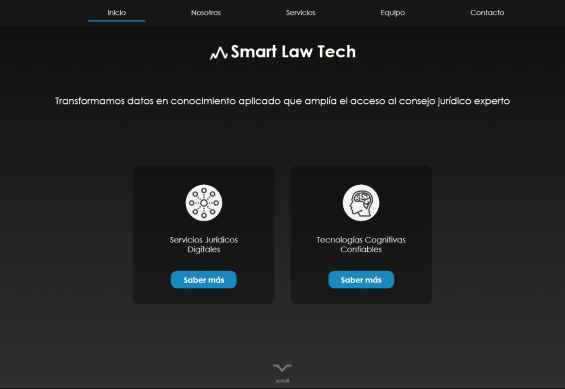 Inicio
Nosotros
Servicios
Equipo
Contacto
Smart Law Tech
Transformamos datos en conocimiento aplicado que amplía el acceso al consejo jurídico experto
Servicios Jurídicos
Digitales
Saber más
Tecnologías Cognitivas
Confiables
Saber más
scroll